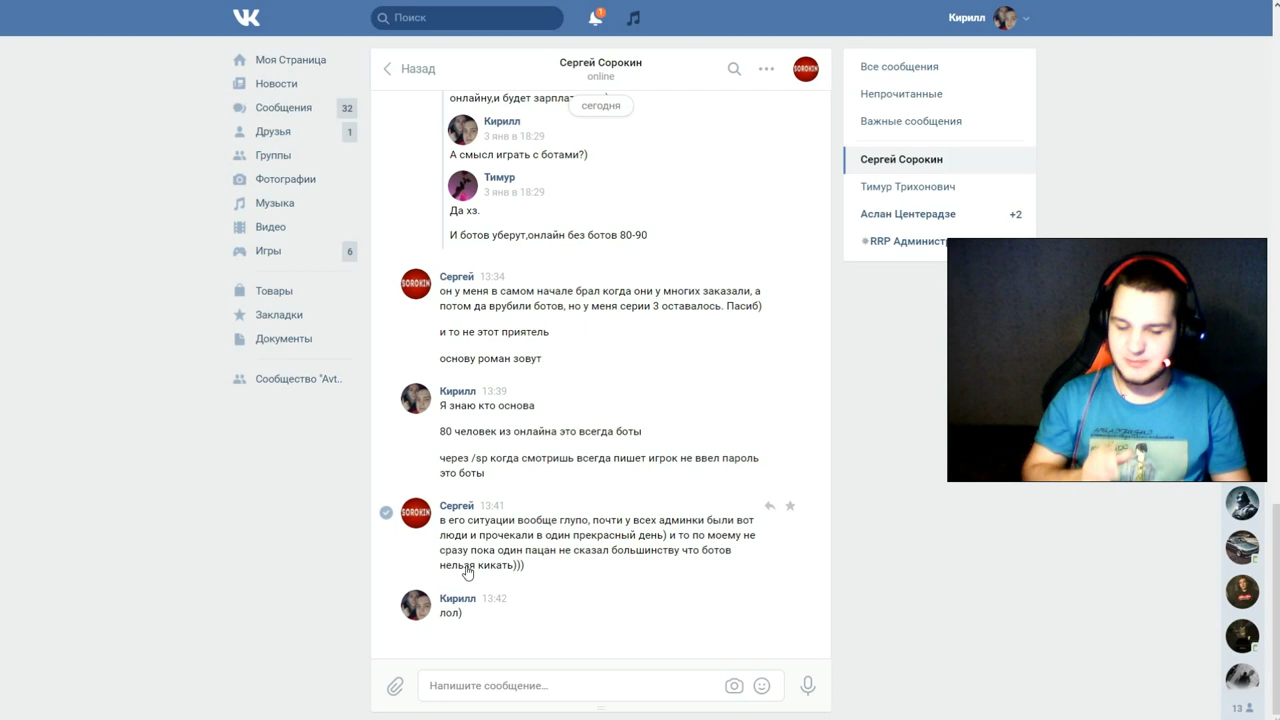 Поиск
1
Кирилл
Моя Страница
Новости
Сообщения 32
Друзья 1
Группы
Фотографии
Музыка
Видео
Игры 6
Товары
Закладки
Документы
Сообщество "Avt..
Назад
Сергей Сорокин
online
SOROKIN
онлайну,и будет
сегодня
Кирилл
3 янв в 18:29
А смысл играть с ботами?)
Тимур
3 янв в 18:29
Да хз.
И ботов уберут,онлайн без ботов 80-90
SOROKIN
Сергей 13:34
он у меня в самом начале брал когда они у многих заказали, а
потом да врубили ботов, но у меня серии 3 оставалось. Пасиб)
и то не этот приятель
основу роман зовут
Кирилл 13:39
Я знаю кто основа
80 человек из онлайна это всегда боты
через /sp когда смотришь всегда пишет игрок не ввел пароль
это боты
SOROKIN
Сергей 13:41
в его ситуации вообще глупо, почти у всех админки были вот
люди и прочекали в один прекрасный день) и то по моему не
сразу пока один пацан не сказал большинству что ботов
нельзя кикать)))
Кирилл 13:42
лол)
Напишите сообщение...
Все сообщения
Непрочитанные
Важные сообщения
Сергей Сорокин
Тимур Трихонович
Аслан Центерадзе +2
RRP Админист
13